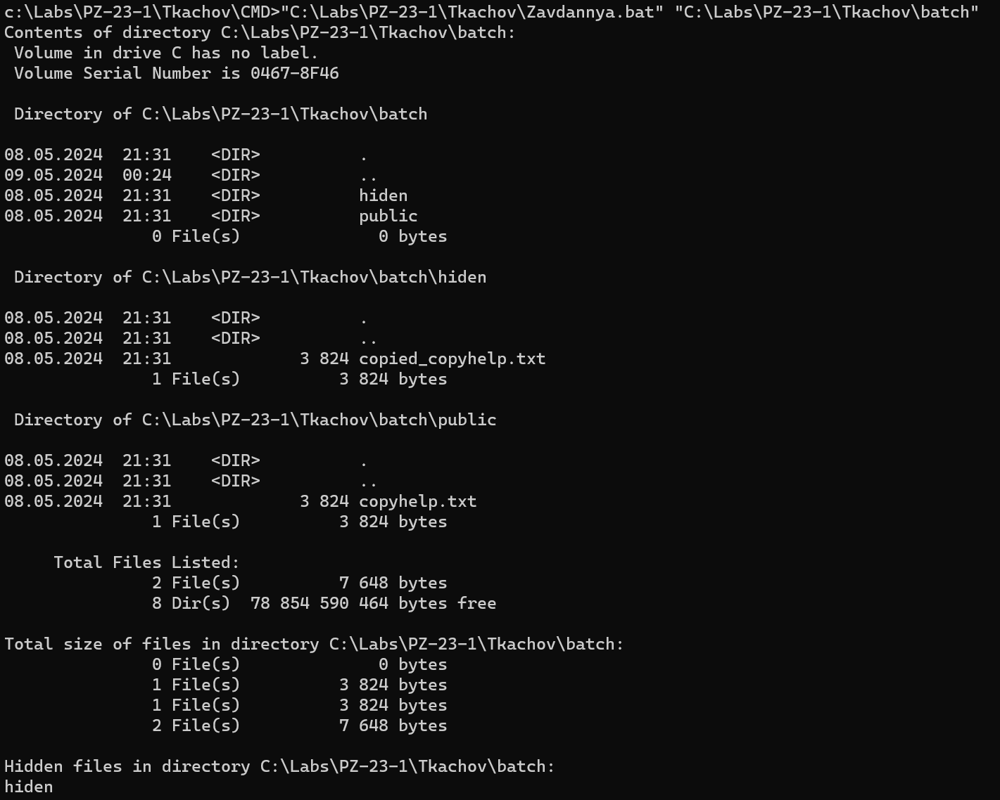 c:\Labs\PZ-23-1\Tkachov\CMD>"C:\Labs\PZ-23-1\Tkachov\Zavdannya.bat" "C:\Labs\PZ-23-1\Tkachov\batch"
Contents of directory C:\Labs\PZ-23-1\Tkachov\batch:
 Volume in drive C has no label.
 Volume Serial Number is 0467-8F46

 Directory of C:\Labs\PZ-23-1\Tkachov\batch

08.05.2024  21:31    <DIR>          .
09.05.2024  00:24    <DIR>          ..
08.05.2024  21:31    <DIR>          hiden
08.05.2024  21:31    <DIR>          public
               0 File(s)              0 bytes

 Directory of C:\Labs\PZ-23-1\Tkachov\batch\hiden

08.05.2024  21:31    <DIR>          .
08.05.2024  21:31    <DIR>          ..
08.05.2024  21:31             3 824 copied_copyhelp.txt
               1 File(s)          3 824 bytes

 Directory of C:\Labs\PZ-23-1\Tkachov\batch\public

08.05.2024  21:31    <DIR>          .
08.05.2024  21:31    <DIR>          ..
08.05.2024  21:31             3 824 copyhelp.txt
               1 File(s)          3 824 bytes

     Total Files Listed:
               2 File(s)          7 648 bytes
               8 Dir(s)  78 854 590 464 bytes free

Total size of files in directory C:\Labs\PZ-23-1\Tkachov\batch:
               0 File(s)              0 bytes
               1 File(s)          3 824 bytes
               1 File(s)          3 824 bytes
               2 File(s)          7 648 bytes

Hidden files in directory C:\Labs\PZ-23-1\Tkachov\batch:
hiden